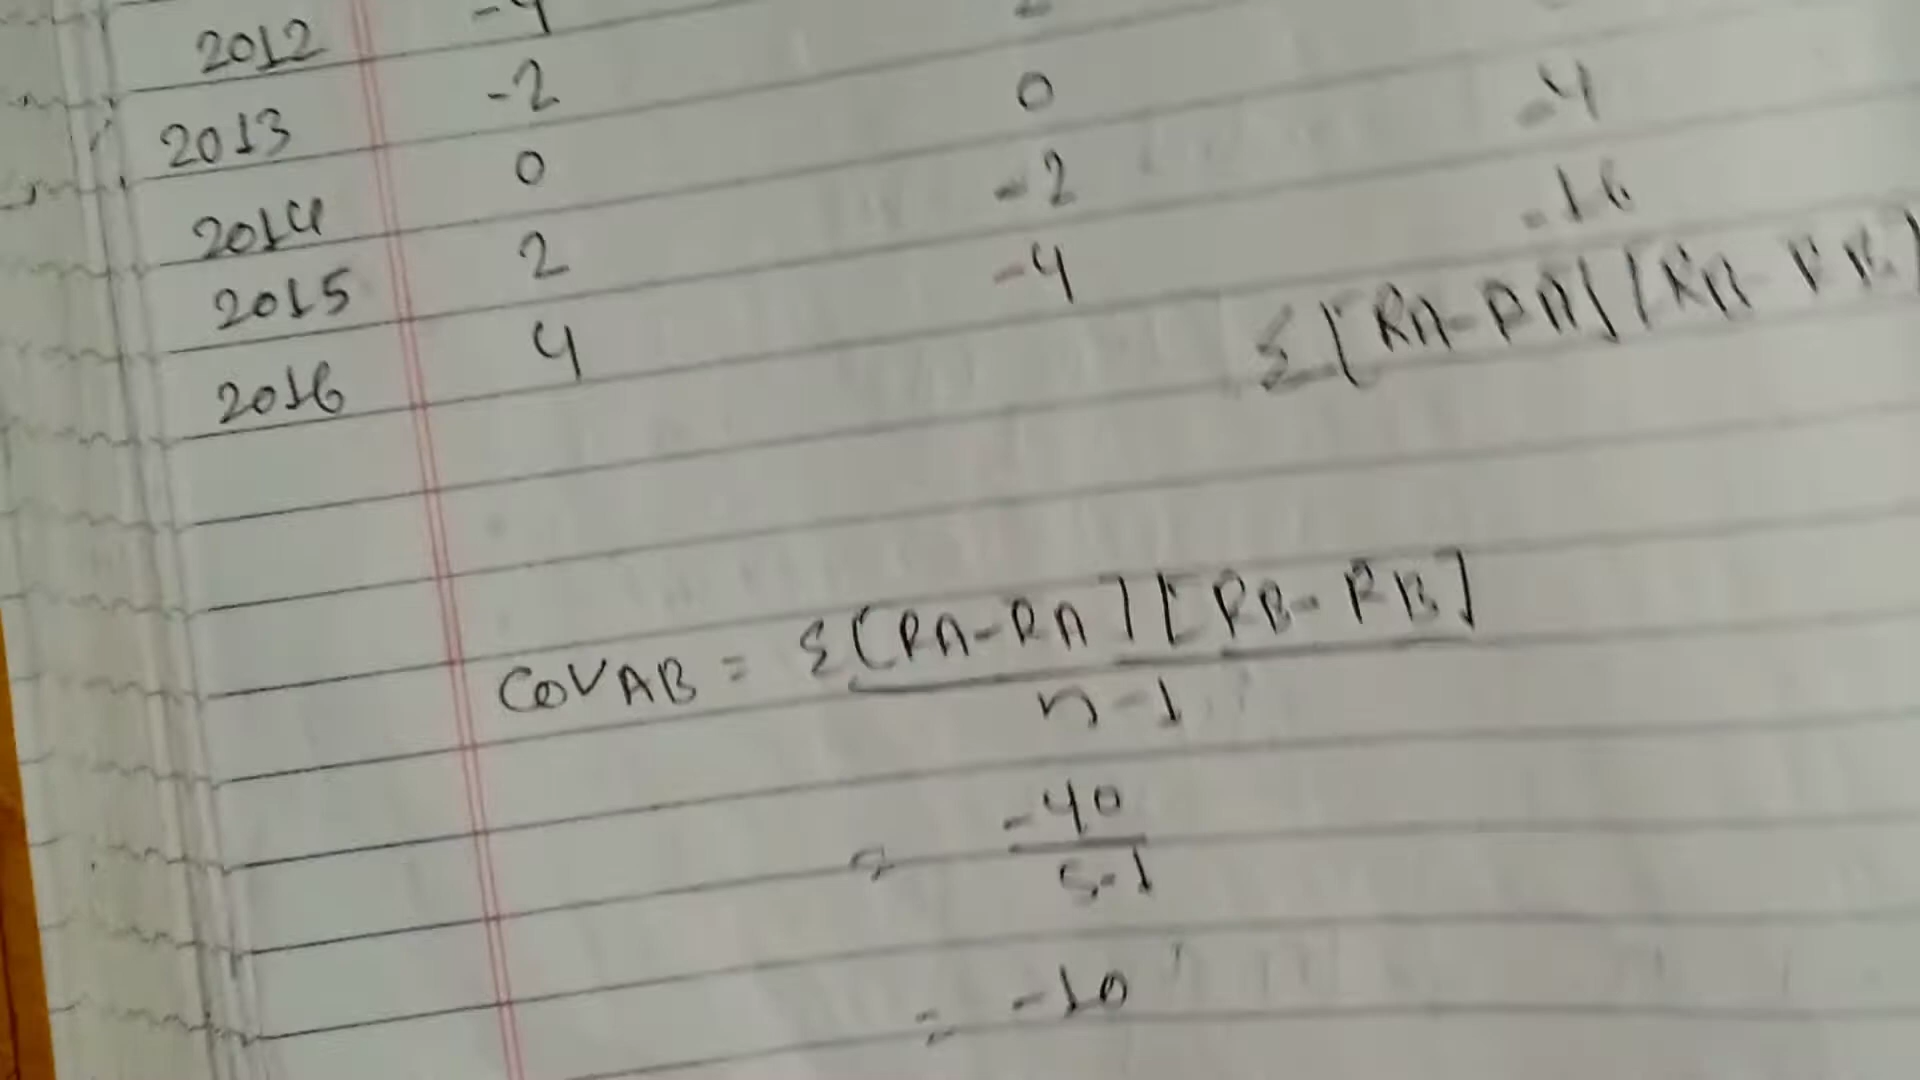 2012 -4
2013 -2 0 -4
2014 0 -2 -16
2015 2 -4
2016 4 Σ[RA-RA][RB-RB]
COVAB = Σ[RA-RA][RB-RB]
n-1
= -40
5-1
= -10